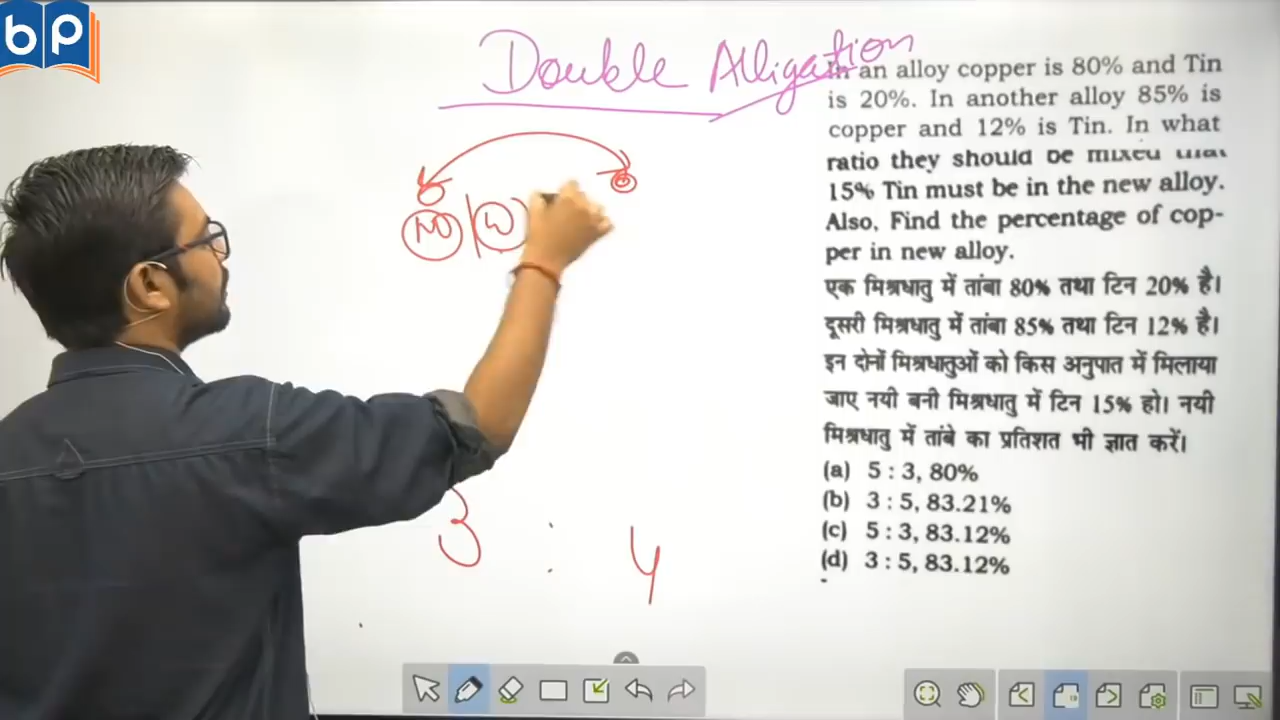 bp
Double Alligation
In an alloy copper is 80% and Tin
is 20%. In another alloy 85% is
copper and 12% is Tin. In what
ratio they should be mixed that
15% Tin must be in the new alloy.
Also, Find the percentage of cop-
per in new alloy.
एक मिश्रधातु में तांबा 80% तथा टिन 20% है।
दूसरी मिश्रधातु में तांबा 85% तथा टिन 12% है।
इन दोनों मिश्रधातुओं को किस अनुपात में मिलाया
जाए नयी बनी मिश्रधातु में टिन 15% हो। नयी
मिश्रधातु में तांबे का प्रतिशत भी ज्ञात करें।
(a) 5 : 3, 80%
(b) 3 : 5, 83.21%
(c) 5 : 3, 83.12%
(d) 3 : 5, 83.12%
3 : 4